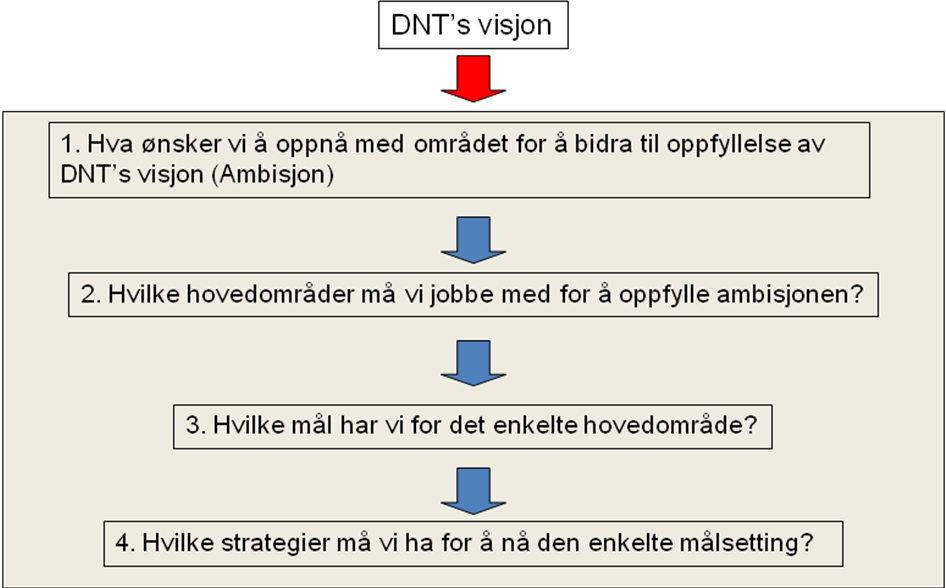 DNT's visjon
1. Hva ønsker vi å oppnå med området for å bidra til oppfyllelse av
DNT's visjon (Ambisjon)
2. Hvilke hovedområder må vi jobbe med for å oppfylle ambisjonen?
3. Hvilke mål har vi for det enkelte hovedområde?
4. Hvilke strategier må vi ha for å nå den enkelte målsetting?